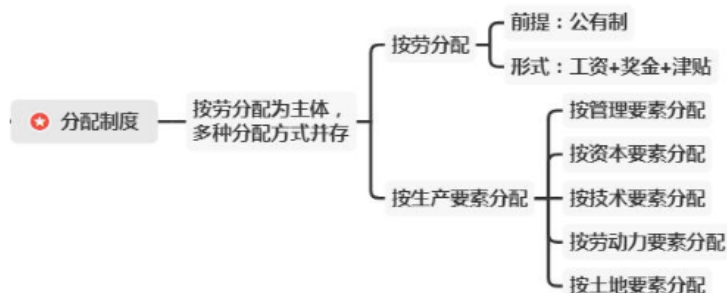 分配制度
按劳分配为主体，
多种分配方式并存
按劳分配
前提：公有制
形式：工资+奖金+津贴
按生产要素分配
按管理要素分配
按资本要素分配
按技术要素分配
按劳动力要素分配
按土地要素分配